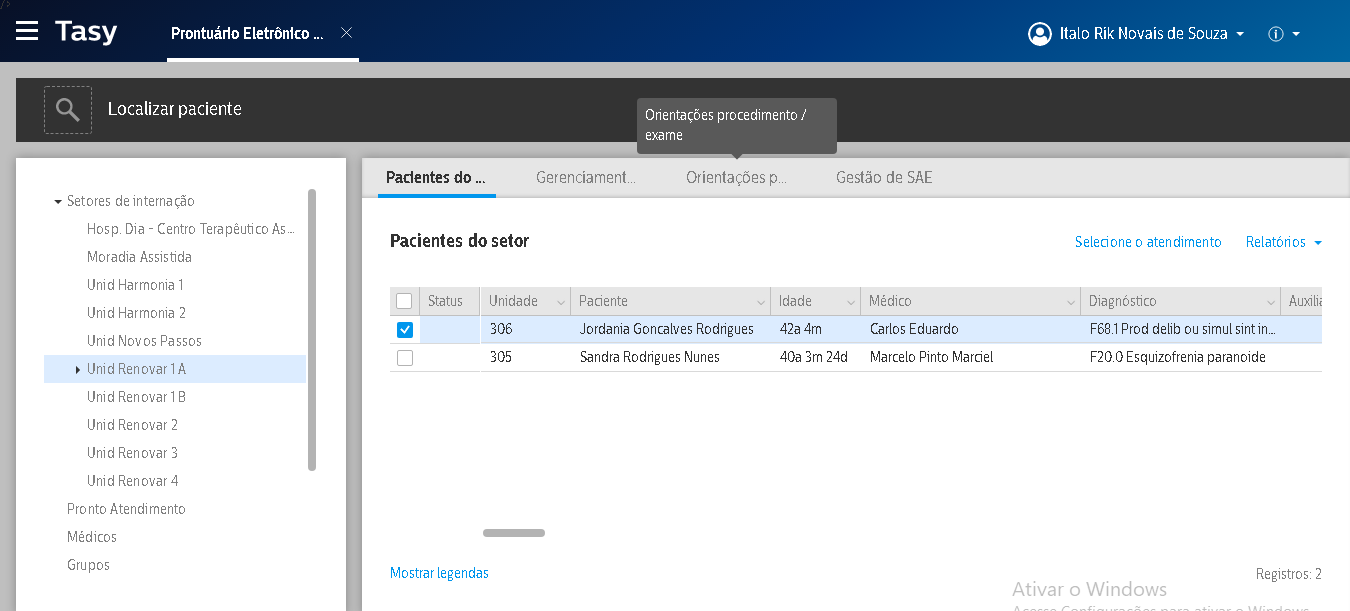 Tasy
Prontuário Eletrônico ...
Italo Rik Novais de Souza
Localizar paciente
Orientações procedimento /
exame
Setores de internação
Hosp. Dia - Centro Terapêutico As...
Moradia Assistida
Unid Harmonia 1
Unid Harmonia 2
Unid Novos Passos
Unid Renovar 1 A
Unid Renovar 1 B
Unid Renovar 2
Unid Renovar 3
Unid Renovar 4
Pronto Atendimento
Médicos
Grupos
Pacientes do ... Gerenciament... Orientações p... Gestão de SAE
Pacientes do setor Selecione o atendimento Relatórios
Status Unidade Paciente Idade Médico Diagnóstico Auxilia
306 Jordania Goncalves Rodrigues 42a 4m Carlos Eduardo F68.1 Prod delib ou simul sint in...
305 Sandra Rodrigues Nunes 40a 3m 24d Marcelo Pinto Marciel F20.0 Esquizofrenia paranoide
Mostrar legendas Registros: 2
Ativar o Windows
Acesse Configurações para ativar o Windows